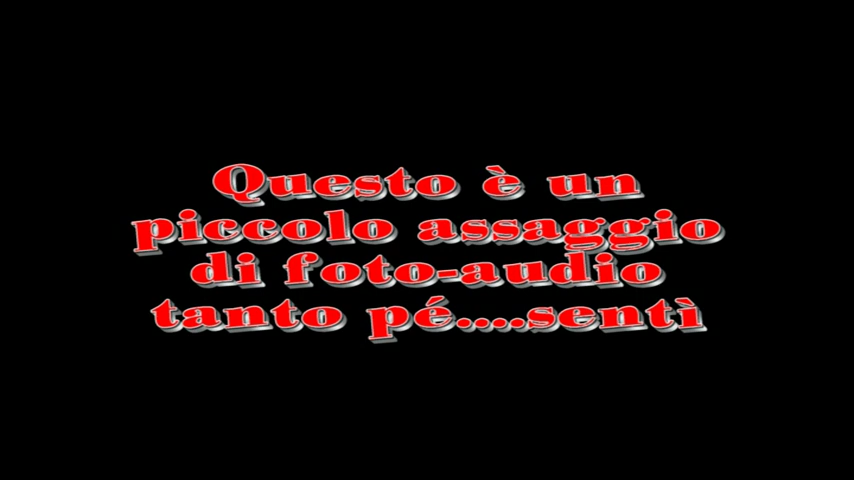 Questo è un
piccolo assaggio
di foto-audio
tanto pé.....sentì